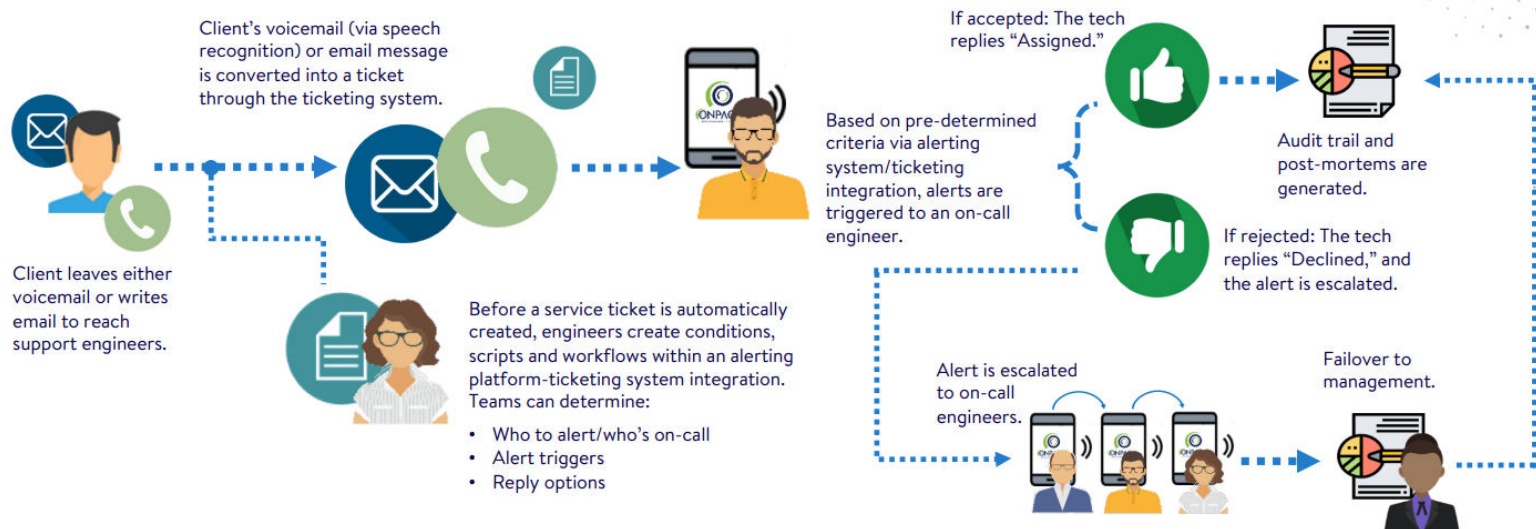 Client's voicemail (via speech
recognition) or email message
is converted into a ticket
through the ticketing system.
Client leaves either
voicemail or writes
email to reach
support engineers.
Before a service ticket is automatically
created, engineers create conditions,
scripts and workflows within an alerting
platform-ticketing system integration.
Teams can determine:
• Who to alert/who's on-call
• Alert triggers
• Reply options
Based on pre-determined
criteria via alerting
system/ticketing
integration, alerts are
triggered to an on-call
engineer.
If accepted: The tech
replies “Assigned.”
Audit trail and
post-mortems are
generated.
If rejected: The tech
replies “Declined,” and
the alert is escalated.
Alert is escalated
to on-call
engineers.
Failover to
management.